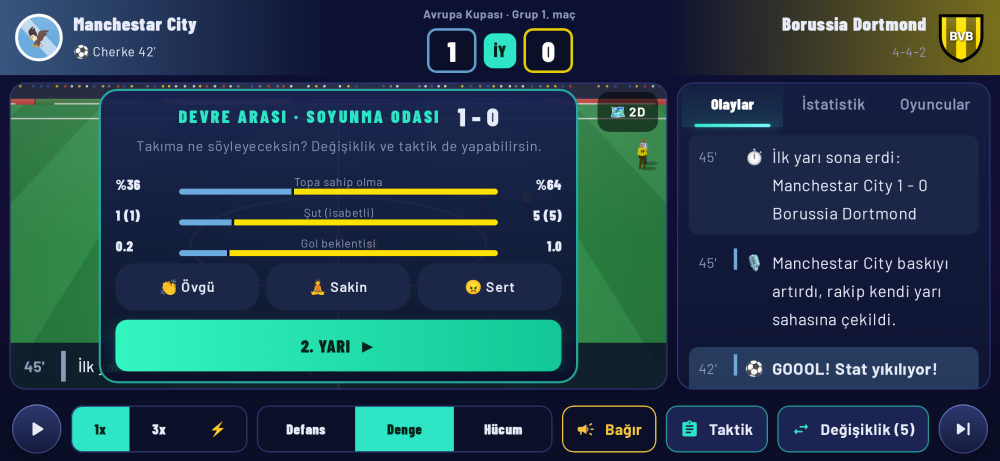 Manchestar City
Cherke 42'
Avrupa Kupası · Grup 1. maç
1 İY 0
Borussia Dortmund
4-4-2
BVB
DEVRE ARASI · SOYUNMA ODASI 1 - 0
Takıma ne söyleyeceksin? Değişiklik ve taktik de yapabilirsin.
%36 Topa sahip olma %64
1 (1) Şut (isabetli) 5 (5)
0.2 Gol beklentisi 1.0
Övgü Sakin Sert
2. YARI
2D
45' İlk
Olaylar İstatistik Oyuncular
45' İlk yarı sona erdi:
Manchestar City 1 - 0
Borussia Dortmund
45' Manchestar City baskıyı
artırdı, rakip kendi yarı
sahasına çekildi.
42' GOOOL! Stat yıkılıyor!
1x 3x
Defans Denge Hücum
Bağır
Taktik
Değişiklik (5)